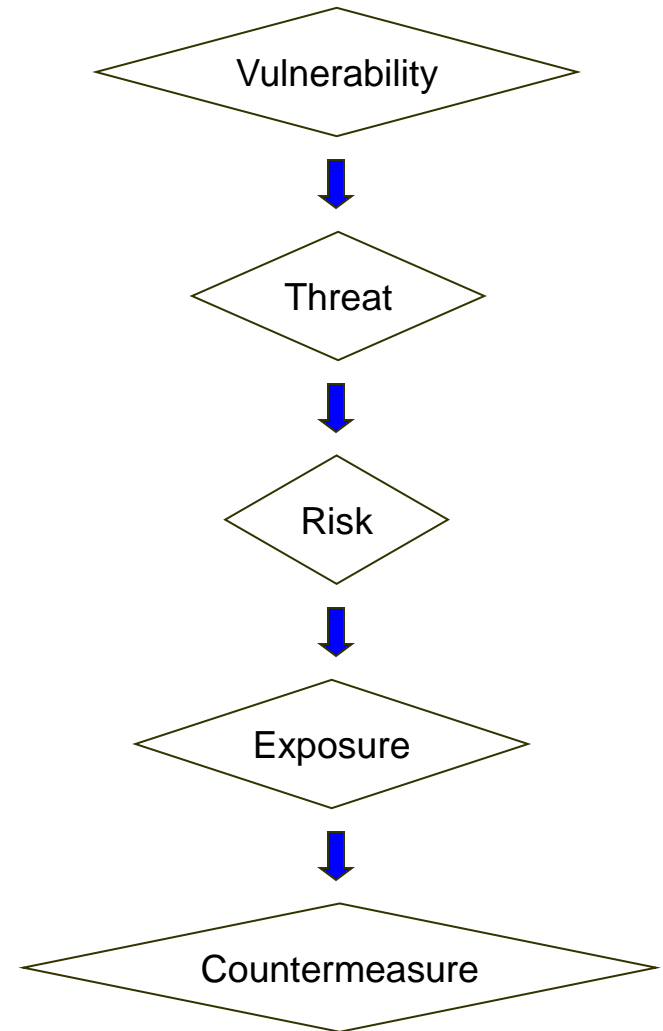 Vulnerability
Threat
Risk
Exposure
Countermeasure